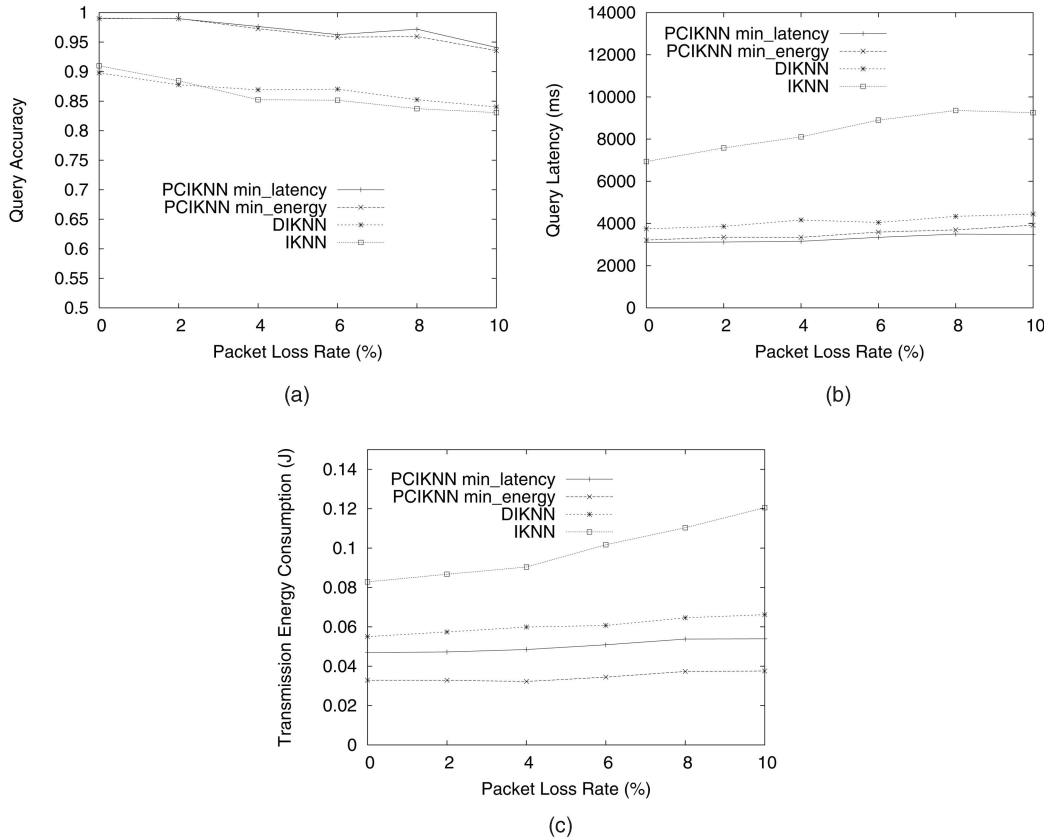 1
0.95
0.9
0.85
0.8
0.75
0.7
0.65
0.6
0.55
0.5
Query Accuracy
PCIKNN min_latency
PCIKNN min_energy
DIKNN
IKNN
0 2 4 6 8 10
Packet Loss Rate (%)
(a)
14000
12000
10000
8000
6000
4000
2000
0
Query Latency (ms)
PCIKNN min_latency
PCIKNN min_energy
DIKNN
IKNN
0 2 4 6 8 10
Packet Loss Rate (%)
(b)
0.14
0.12
0.1
0.08
0.06
0.04
0.02
0
Transmission Energy Consumption (J)
PCIKNN min_latency
PCIKNN min_energy
DIKNN
IKNN
0 2 4 6 8 10
Packet Loss Rate (%)
(c)